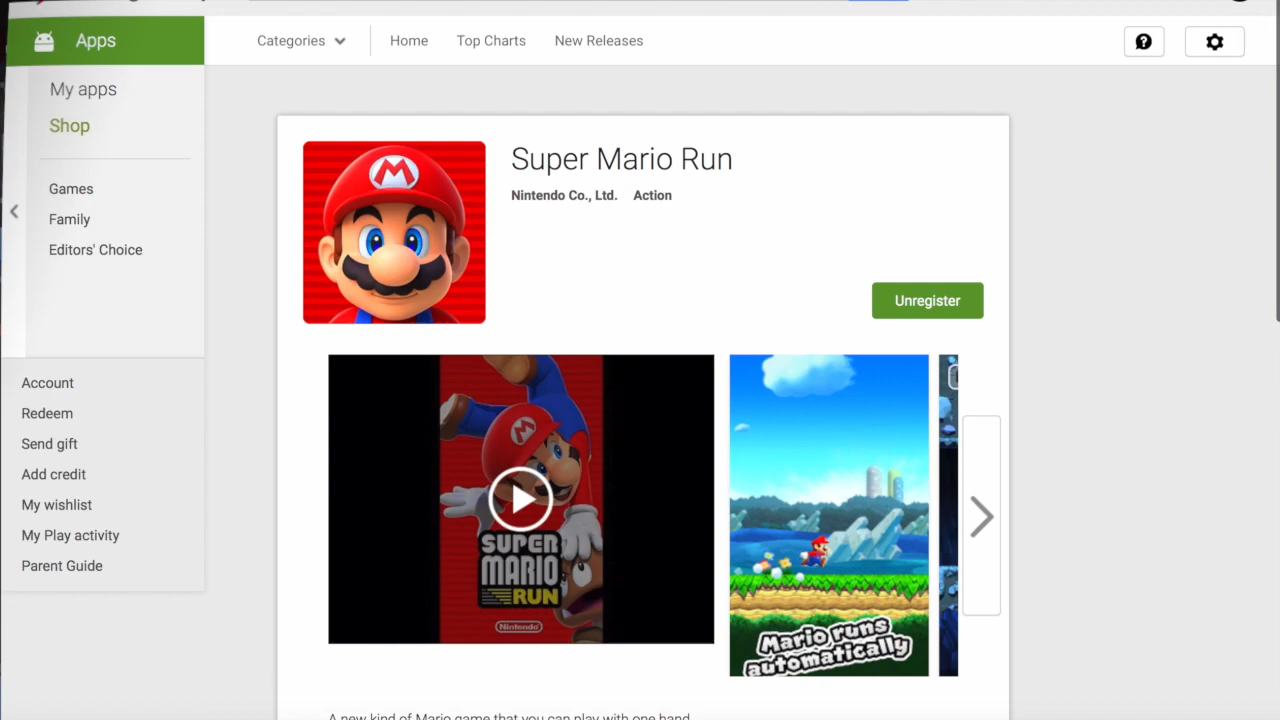 Apps
Categories
Home
Top Charts
New Releases
My apps
Shop
Games
Family
Editors' Choice
Account
Redeem
Send gift
Add credit
My wishlist
My Play activity
Parent Guide
Super Mario Run
Nintendo Co., Ltd. Action
Unregister
M
M
SUPER
MARIO
RUN
Nintendo
Mario runs
automatically
A new kind of Mario game that you can play with one hand.